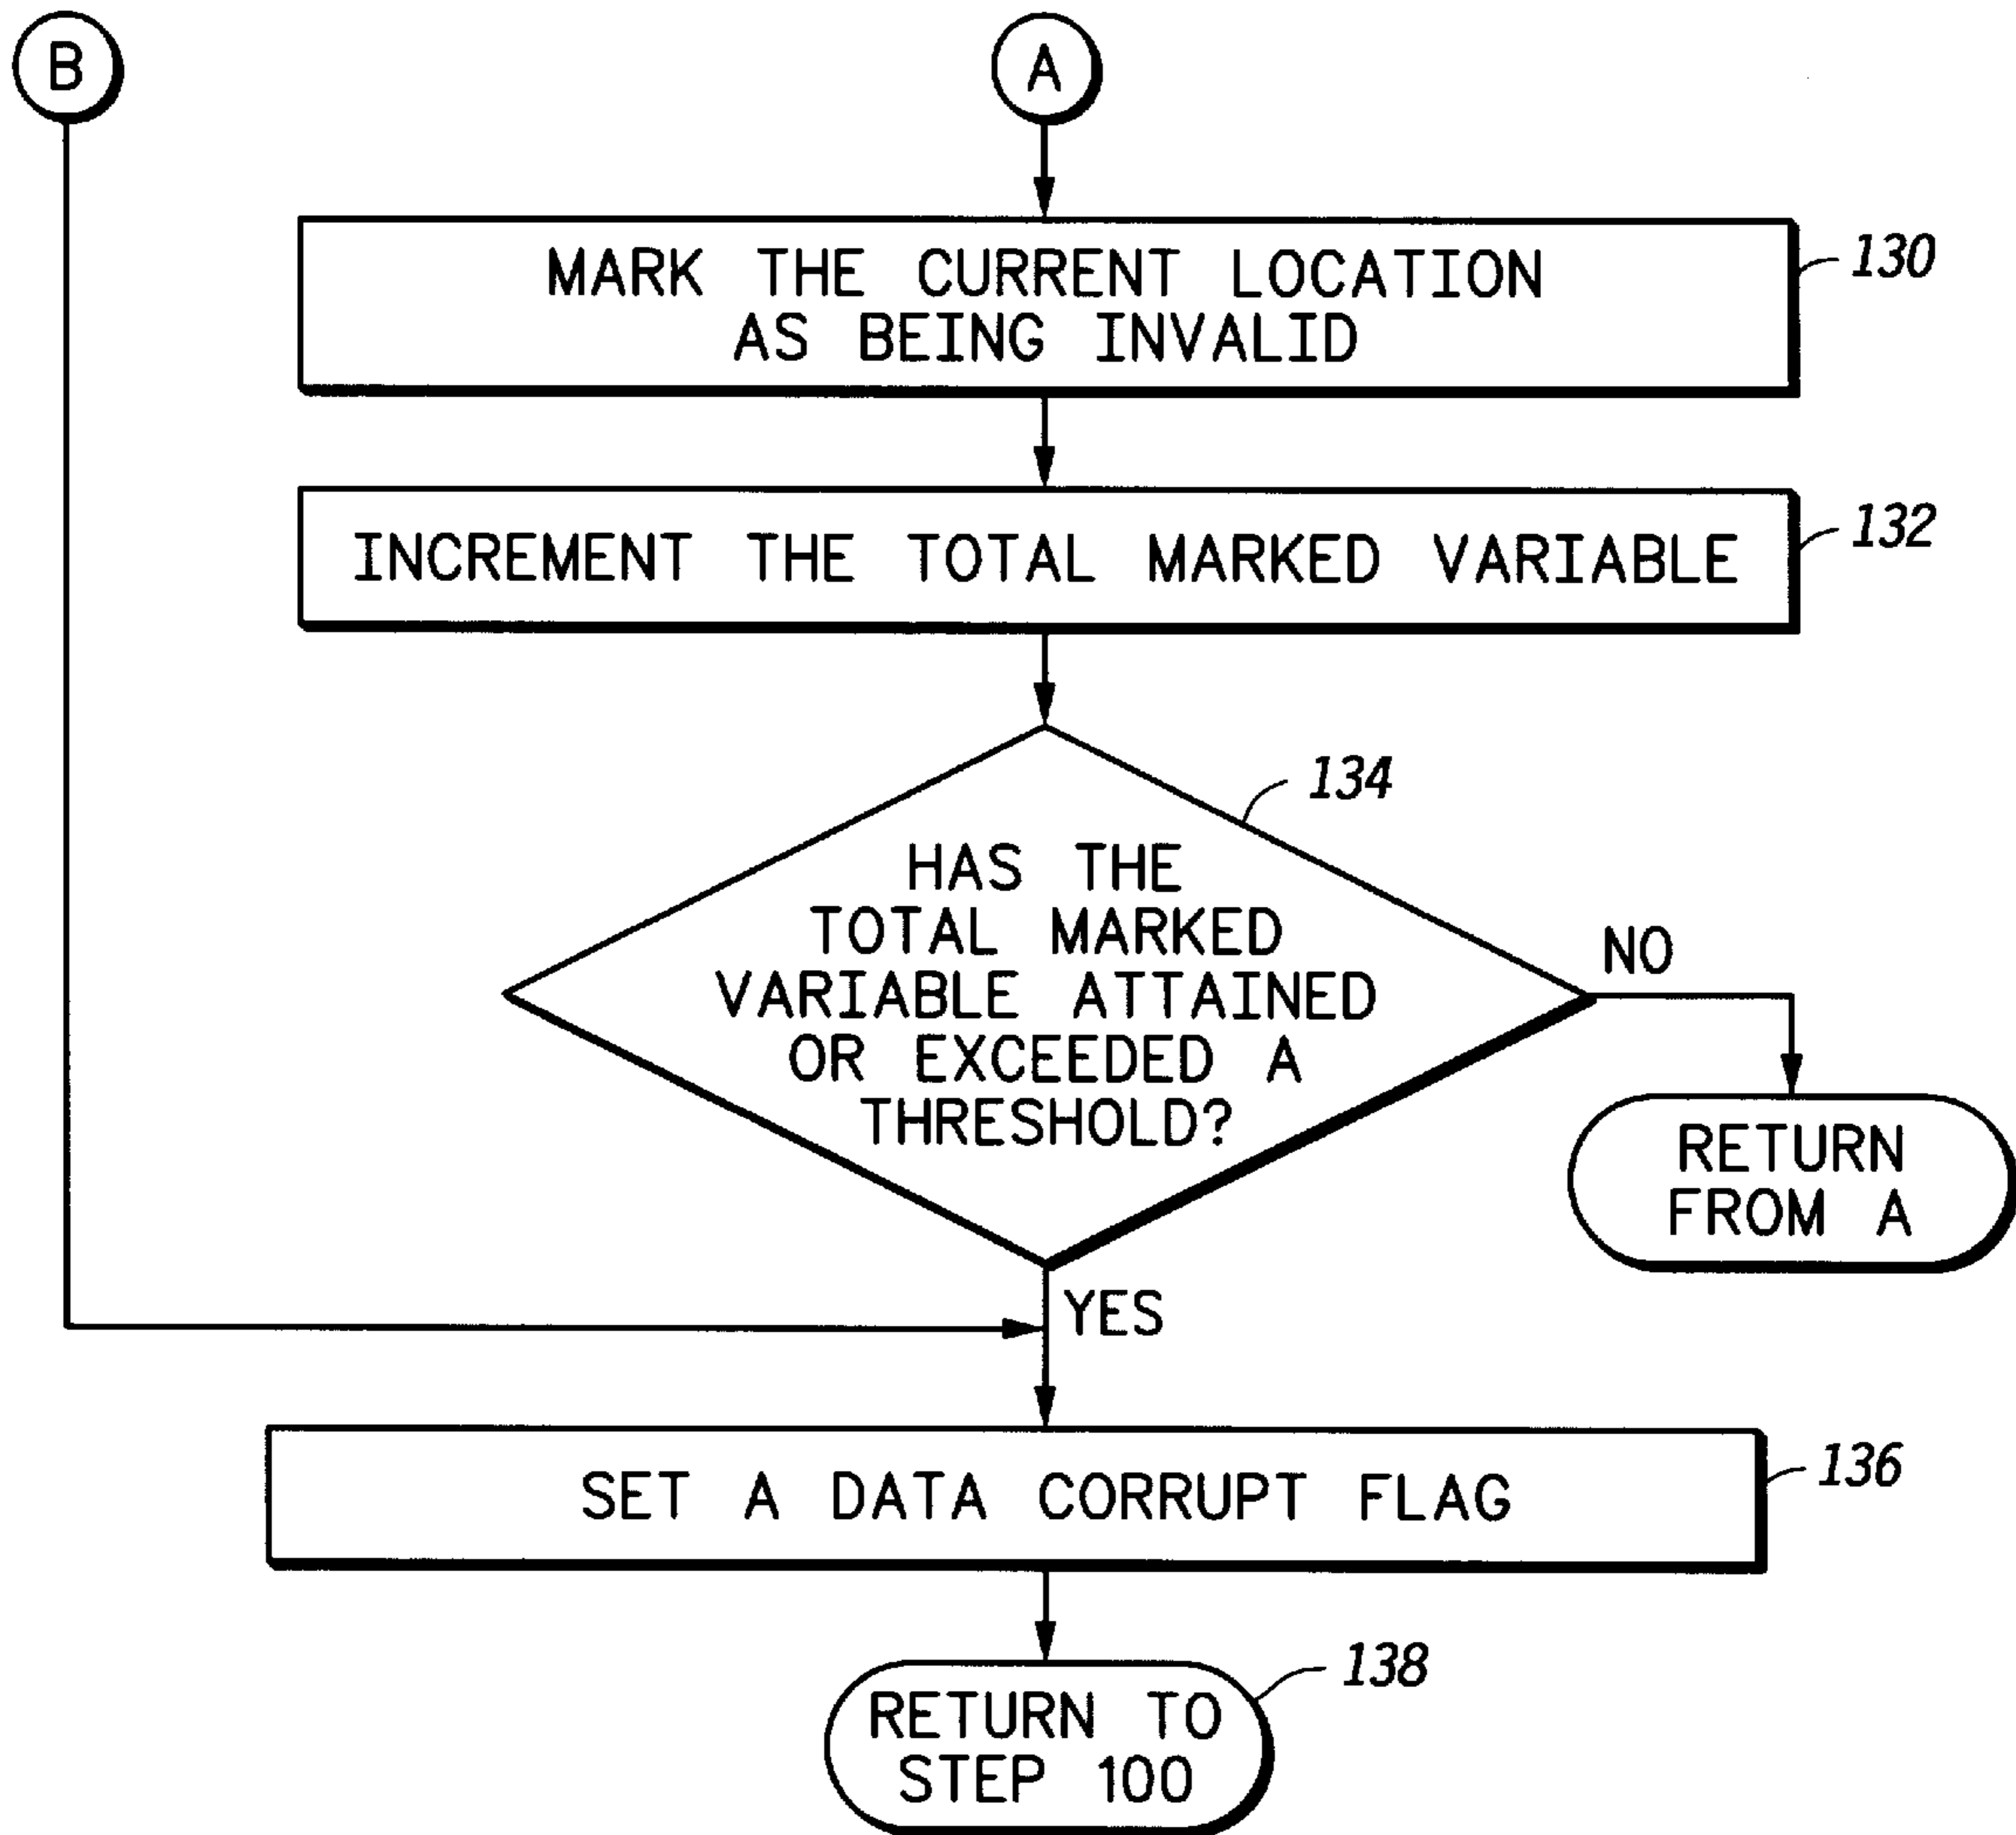 B
A
MARK THE CURRENT LOCATION
AS BEING INVALID
130
INCREMENT THE TOTAL MARKED VARIABLE
132
134
HAS THE
TOTAL MARKED
VARIABLE ATTAINED
OR EXCEEDED A
THRESHOLD?
NO
RETURN
FROM A
YES
SET A DATA CORRUPT FLAG
136
RETURN TO
STEP 100
138